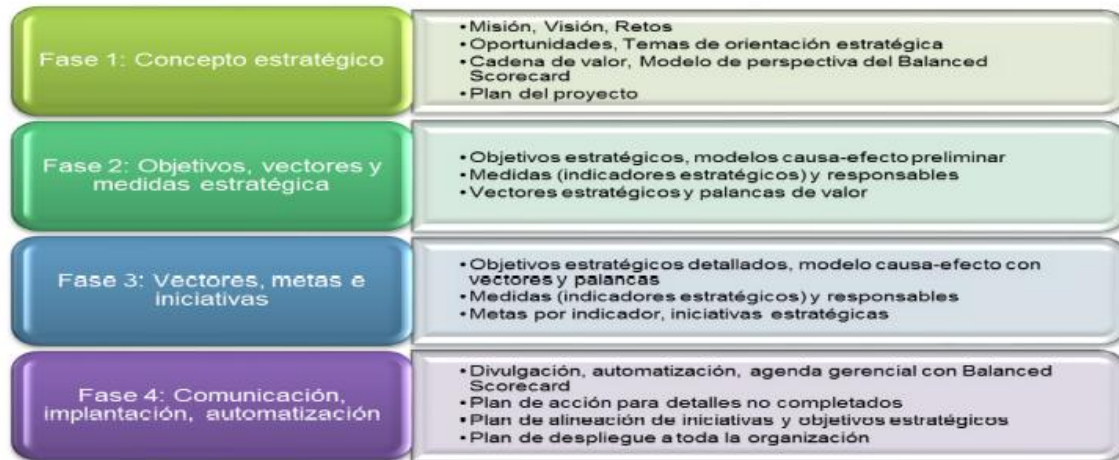 Fase 1: Concepto estratégico
•Misión, Visión, Retos
•Oportunidades, Temas de orientación estratégica
•Cadena de valor, Modelo de perspectiva del Balanced
Scorecard
•Plan del proyecto
Fase 2: Objetivos, vectores y
medidas estratégica
•Objetivos estratégicos, modelos causa-efecto preliminar
•Medidas (indicadores estratégicos) y responsables
•Vectores estratégicos y palancas de valor
Fase 3: Vectores, metas e
iniciativas
•Objetivos estratégicos detallados, modelo causa-efecto con
vectores y palancas
•Medidas (indicadores estratégicos) y responsables
•Metas por indicador, iniciativas estratégicas
Fase 4: Comunicación,
implantación, automatización
•Divulgación, automatización, agenda gerencial con Balanced
Scorecard
•Plan de acción para detalles no completados
•Plan de alineación de iniciativas y objetivos estratégicos
•Plan de despliegue a toda la organización